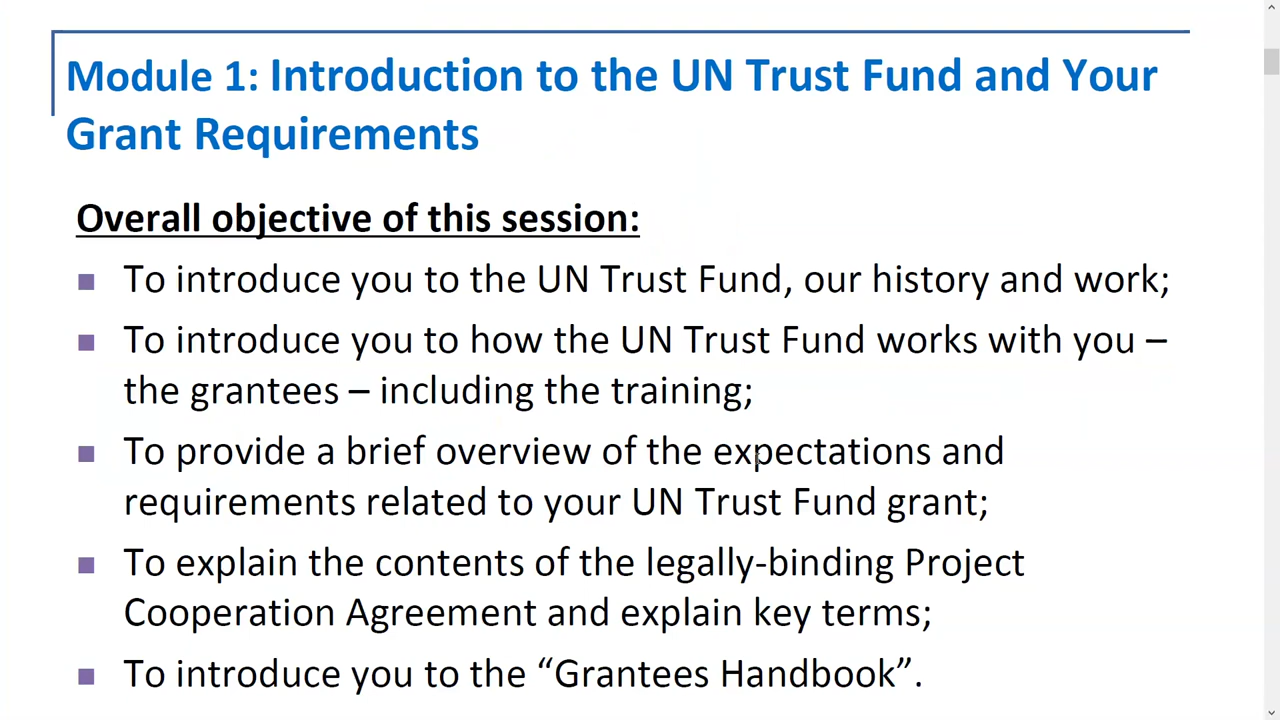 Module 1: Introduction to the UN Trust Fund and Your
Grant Requirements
Overall objective of this session:
To introduce you to the UN Trust Fund, our history and work;
To introduce you to how the UN Trust Fund works with you –
the grantees – including the training;
To provide a brief overview of the expectations and
requirements related to your UN Trust Fund grant;
To explain the contents of the legally-binding Project
Cooperation Agreement and explain key terms;
To introduce you to the “Grantees Handbook”.